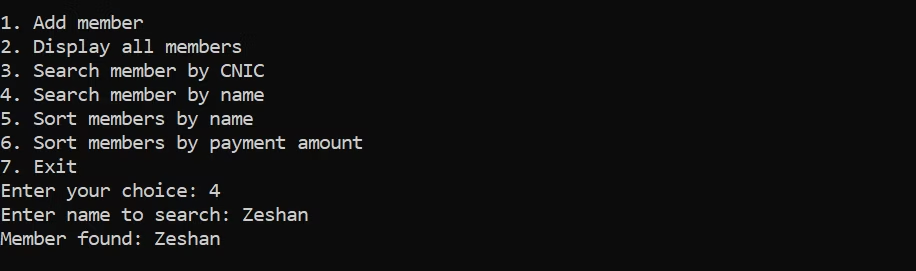 1. Add member
2. Display all members
3. Search member by CNIC
4. Search member by name
5. Sort members by name
6. Sort members by payment amount
7. Exit
Enter your choice: 4
Enter name to search: Zeshan
Member found: Zeshan